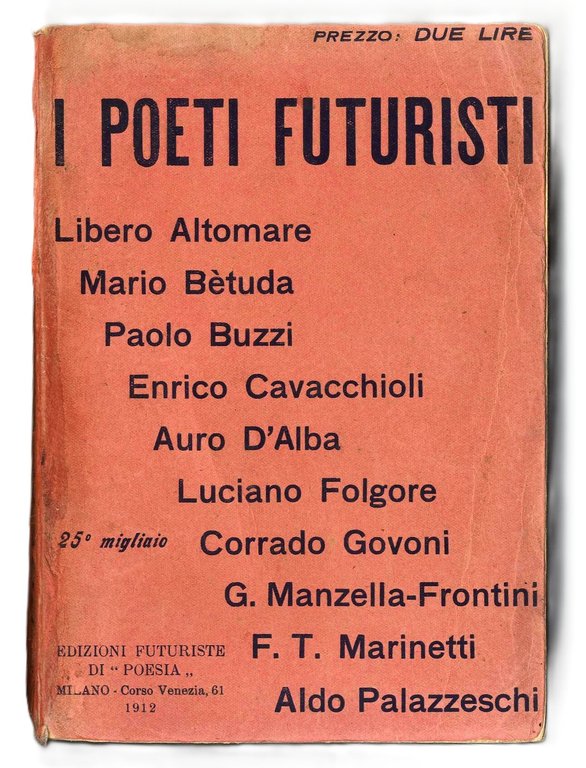 PREZZO: DUE LIRE
I POETI FUTURISTI
Libero Altomare
Mario Bètuda
Paolo Buzzi
Enrico Cavacchioli
Auro D'Alba
Luciano Folgore
25º migliaio
Corrado Govoni
G. Manzella-Frontini
F. T. Marinetti
Aldo Palazzeschi
EDIZIONI FUTURISTE
DI “ POESIA „
MILANO - Corso Venezia, 61
1912